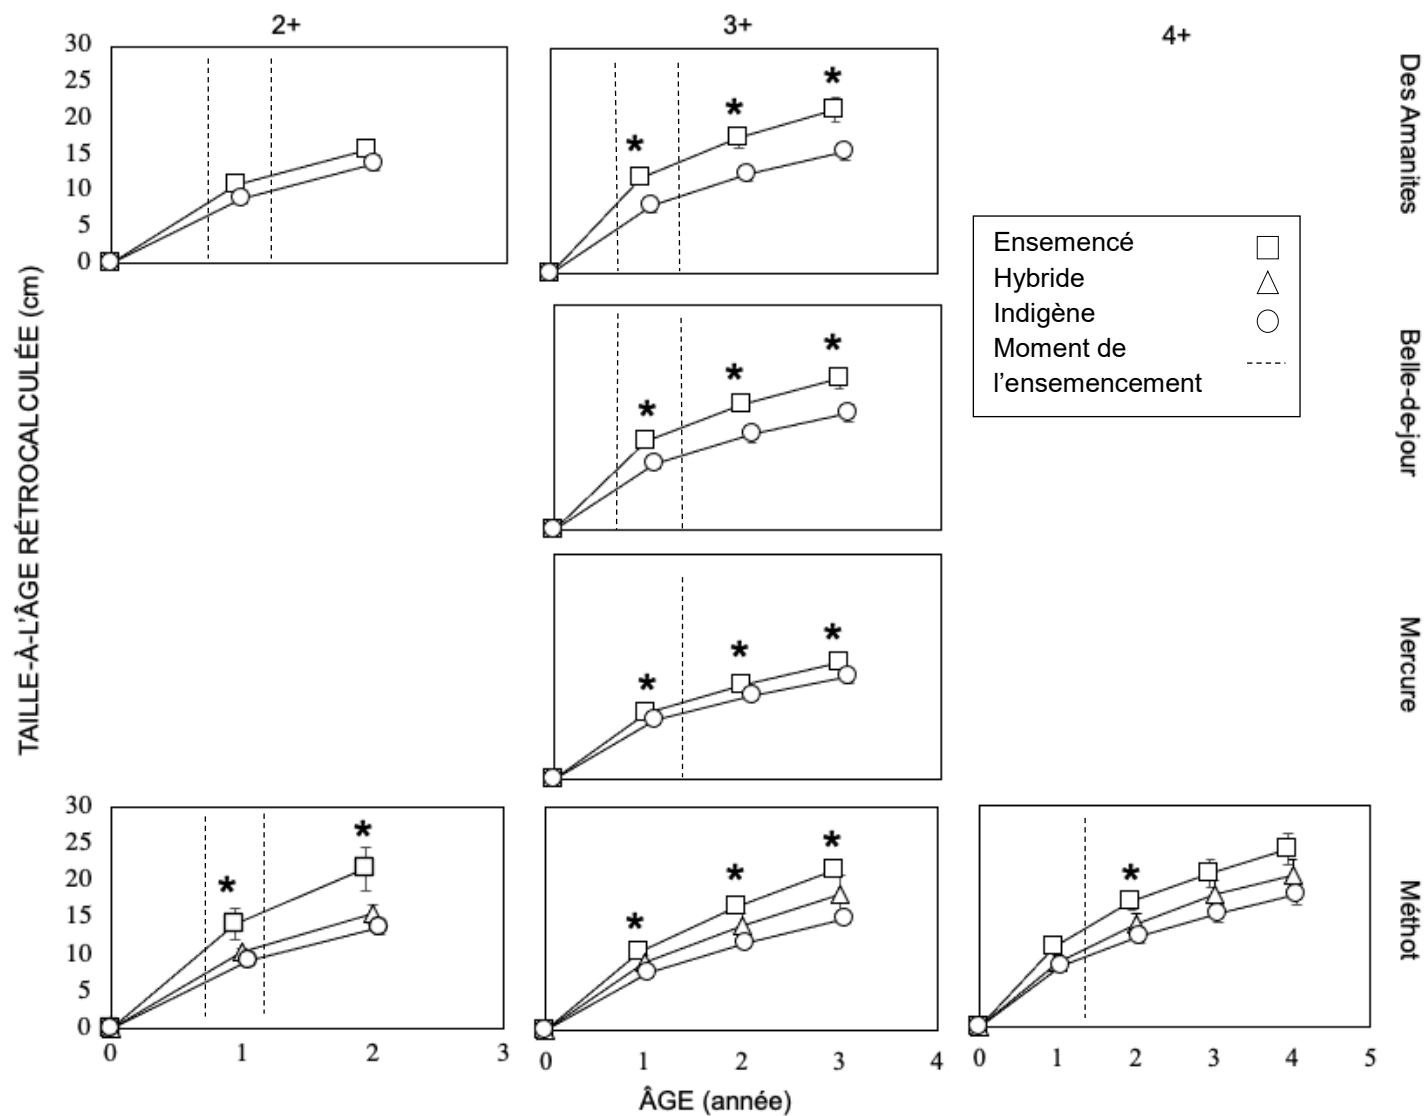 2+
3+
4+
30
25
20
15
10
5
0
*
*
*
Des Amanites
Ensemencé
Hybride
Indigène
Moment de
l'ensemencement
*
*
*
Belle-de-jour
TAILLE-À-L'ÂGE RÉTROCALCULÉE (cm)
*
*
*
Mercure
30
25
20
15
10
5
0
*
*
*
*
*
*
Méthot
0 1 2 3
0 1 2 3 4
0 1 2 3 4 5
ÂGE (année)